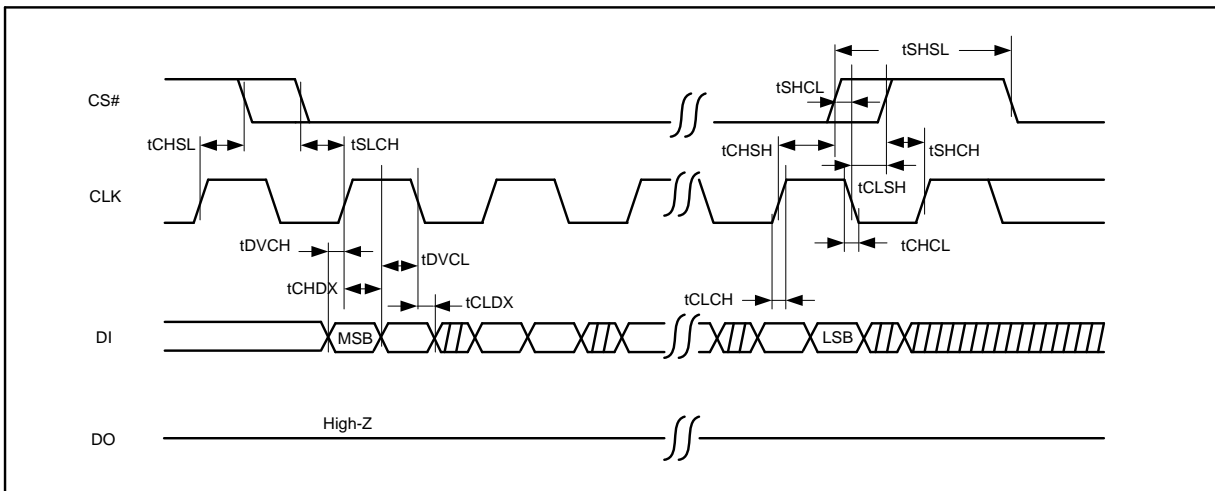 tSHSL
tSHCL
CS#
tCHSL
tSLCH
tCHSH
tSHCH
tCLSH
CLK
tDVCH
tDVCL
tCHCL
tCHDX
tCLDX
tCLCH
DI
MSB
LSB
High-Z
DO